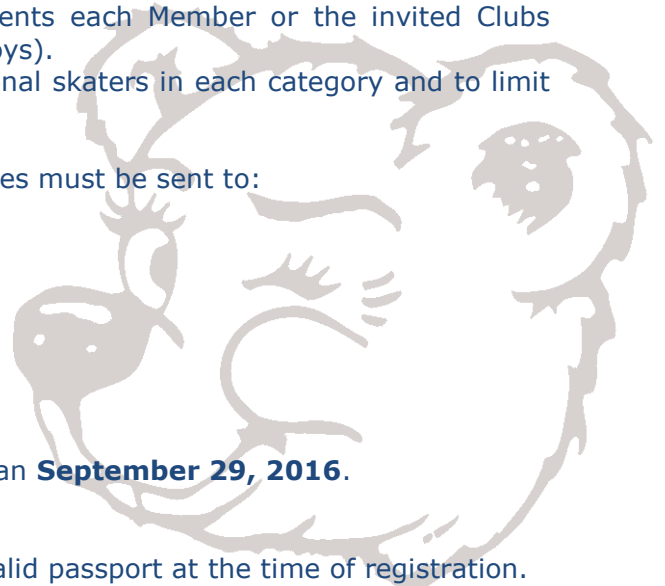 ents each Member or the invited Clubs
ys).
nal skaters in each category and to limit
es must be sent to:
an September 29, 2016.
alid passport at the time of registration.